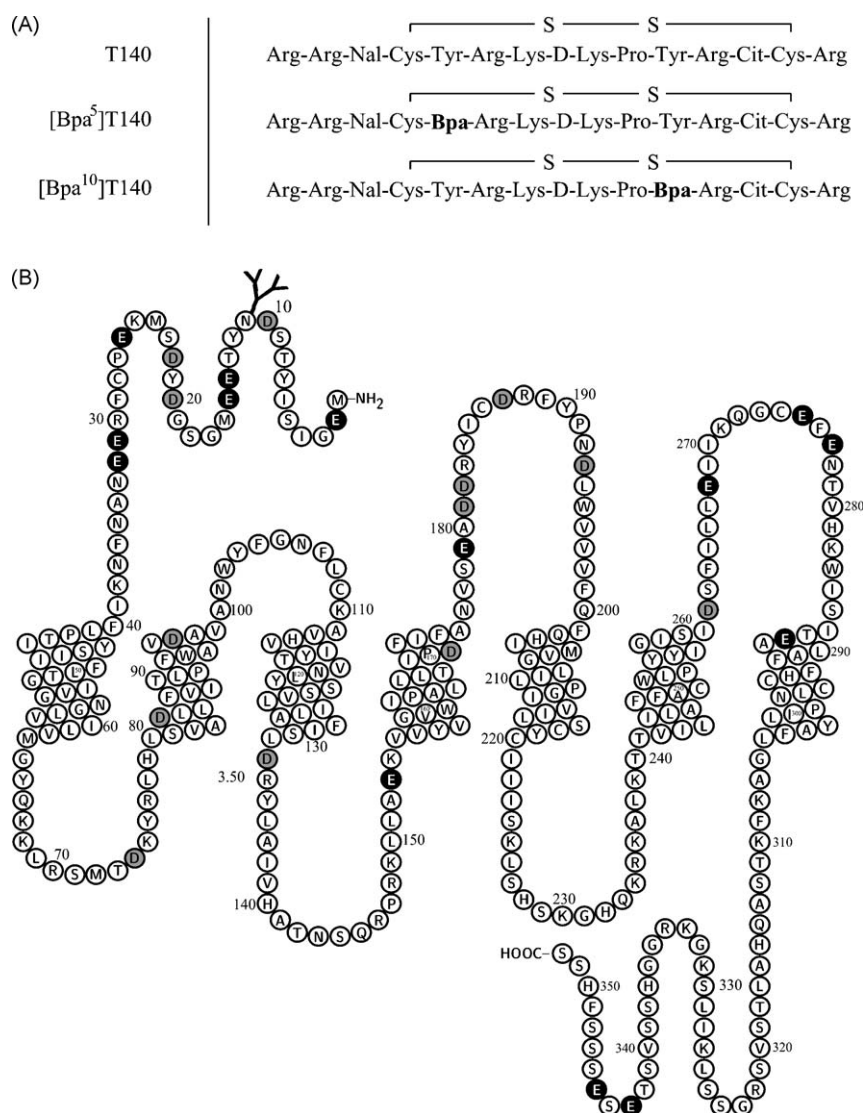 (A)
S S
T140 Arg-Arg-Nal-Cys-Tyr-Arg-Lys-D-Lys-Pro-Tyr-Arg-Cit-Cys-Arg
S S
[Bpa⁵]T140 Arg-Arg-Nal-Cys-Bpa-Arg-Lys-D-Lys-Pro-Tyr-Arg-Cit-Cys-Arg
S S
[Bpa¹⁰]T140 Arg-Arg-Nal-Cys-Tyr-Arg-Lys-D-Lys-Pro-Bpa-Arg-Cit-Cys-Arg
(B)
NH₂
M E G I S I Y T S D N Y T E E M G S G D Y D S M K E P C F R E E N A N F N K I F
10
20
30
40
60
M G Y Q K K L R S M T D K Y R L H L
70
80
90
100
A N W Y F G N F L C K A
110
130
3.50
D R Y L A I V H A T N S Q R P R K L L A E K V
140
150
A N V S E A D D R Y I C D R F Y P N D L W V V V F Q F
180
190
200
210
220
C I I I S K L S H S K G H Q K R K A L K T T
230
240
260
I S D F I L L E I I K Q G C E F E N T V H K W I S I
270
280
290
L G A K F K T S A Q H A L T S V S R G S S L K I L S K G K R G G H S S V S T E S E S S S F H S S
310
320
330
340
350
HOOC